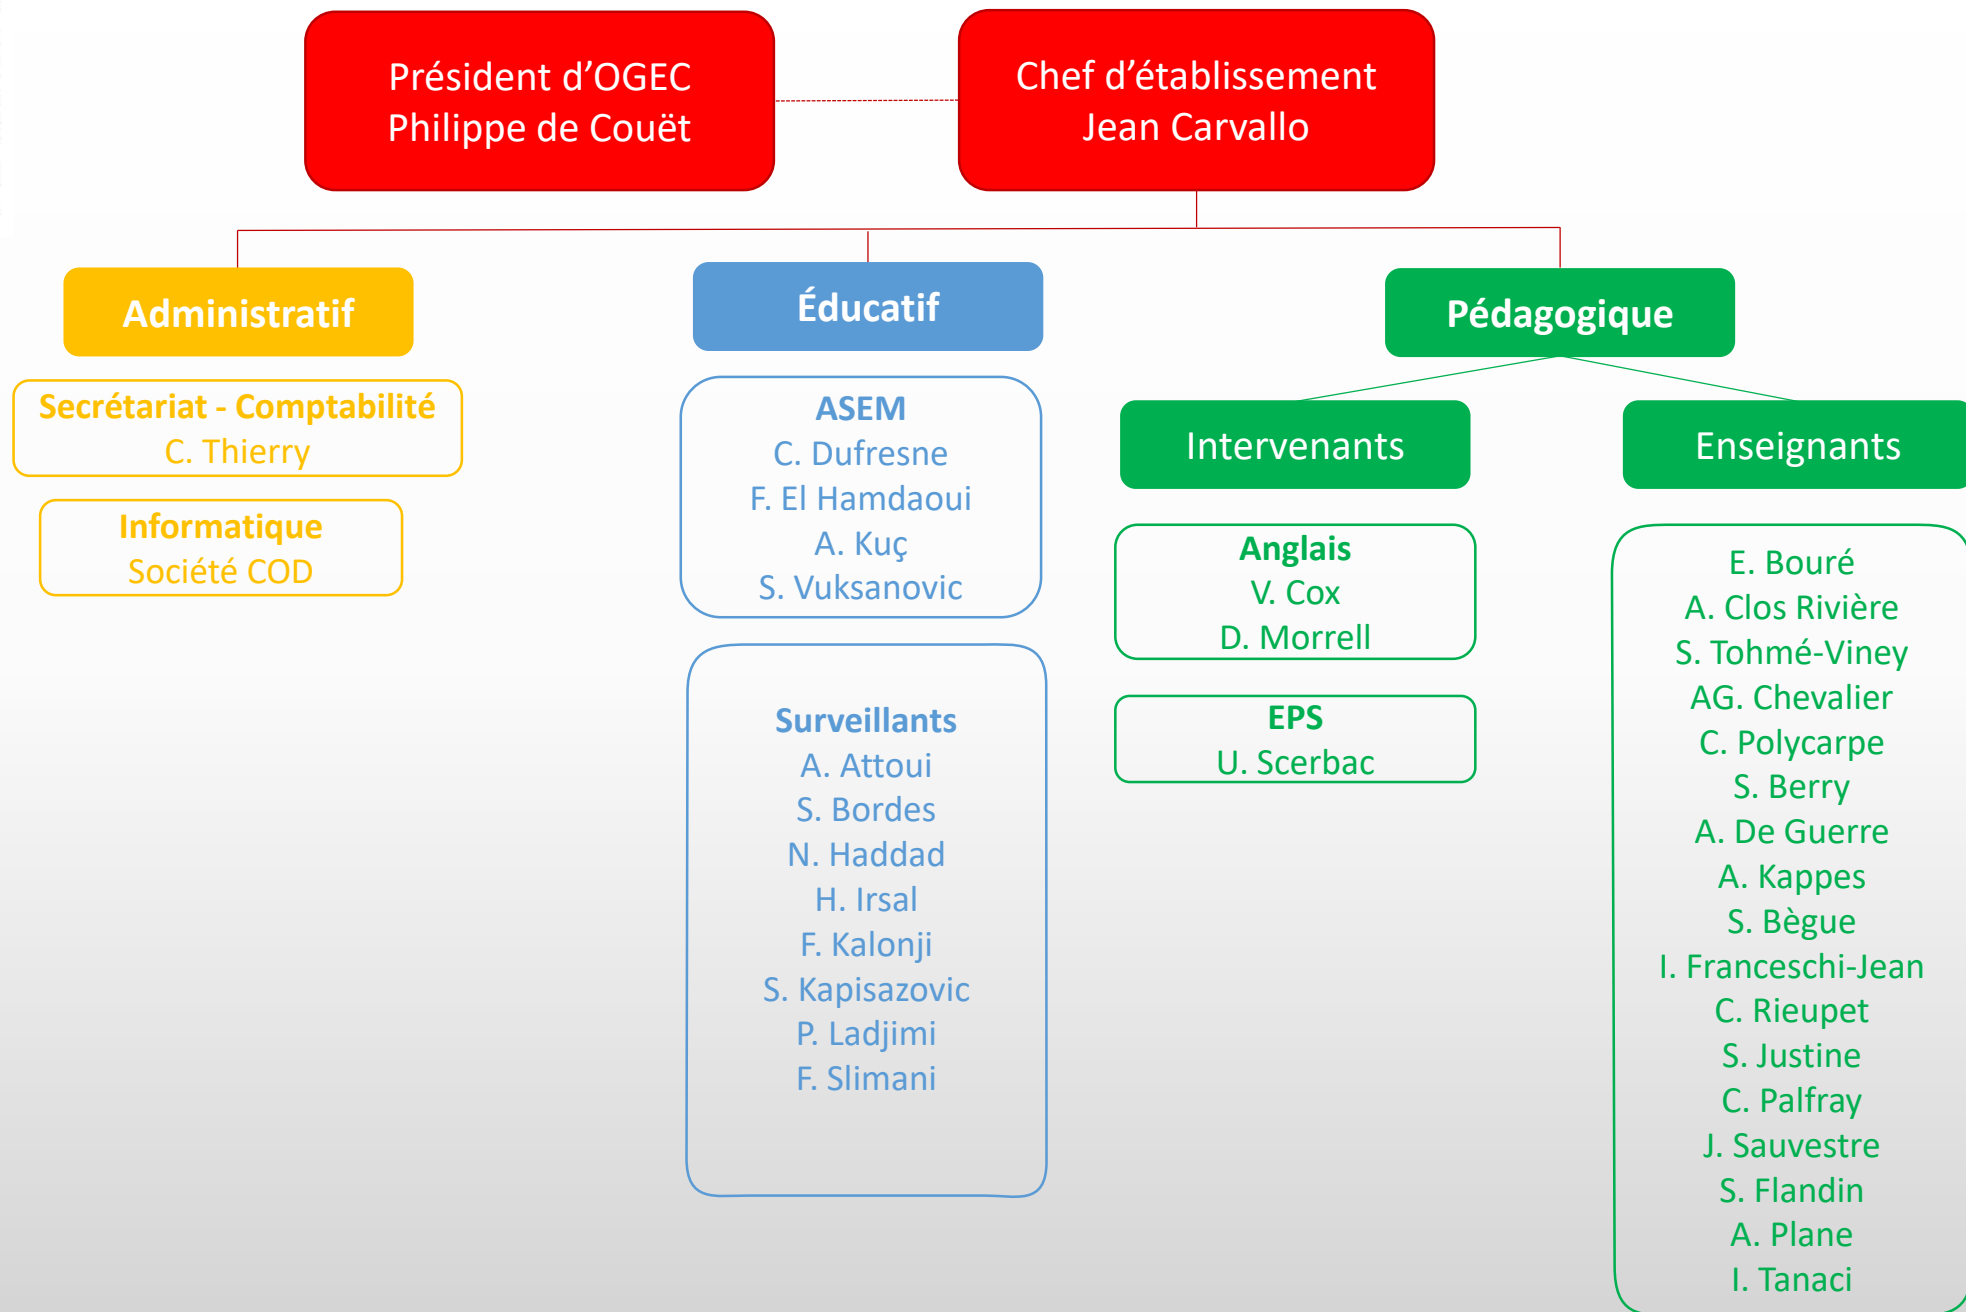 Président d’OGEC
Philippe de Couët
Chef d’établissement
Jean Carvallo
Administratif
Secrétariat - Comptabilité
C. Thierry
Informatique
Société COD
Éducatif
ASEM
C. Dufresne
F. El Hamdaoui
A. Kuç
S. Vuksanovic
Surveillants
A. Attoui
S. Bordes
N. Haddad
H. Irsal
F. Kalonji
S. Kapisazovic
P. Ladjimi
F. Slimani
Pédagogique
Intervenants
Anglais
V. Cox
D. Morrell
EPS
U. Scerbac
Enseignants
E. Bouré
A. Clos Rivière
S. Tohmé-Viney
AG. Chevalier
C. Polycarpe
S. Berry
A. De Guerre
A. Kappes
S. Bègue
I. Franceschi-Jean
C. Rieupet
S. Justine
C. Palfray
J. Sauvestre
S. Flandin
A. Plane
I. Tanaci